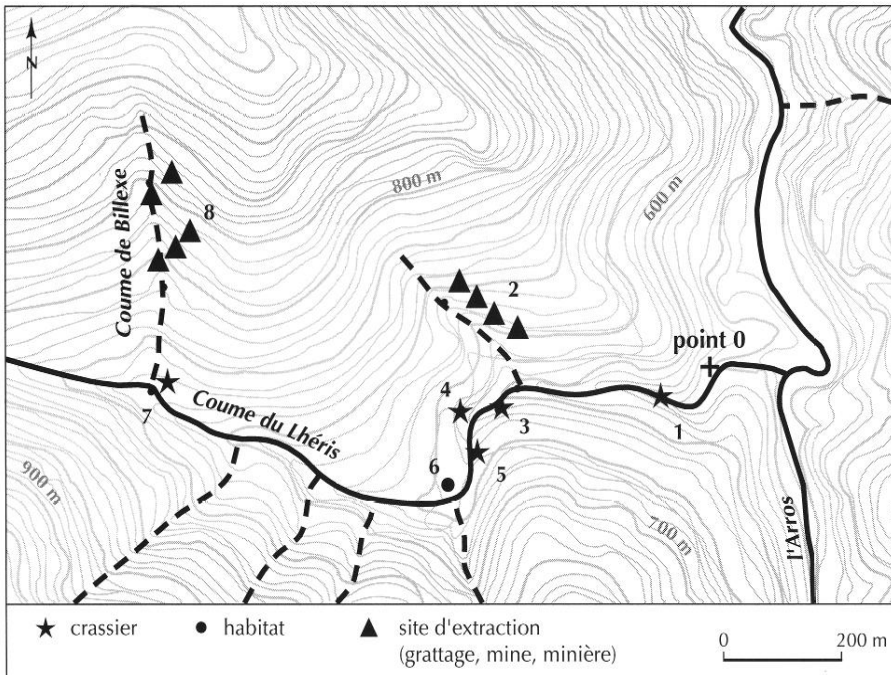 N
800 m
600 m
Coume de Billexe
8
2
point 0
4
3
1
7
Coume du Lhéris
6
5
900 m
700 m
l'Arros
crassier
habitat
site d'extraction
(grattage, mine, minière)
0 200 m